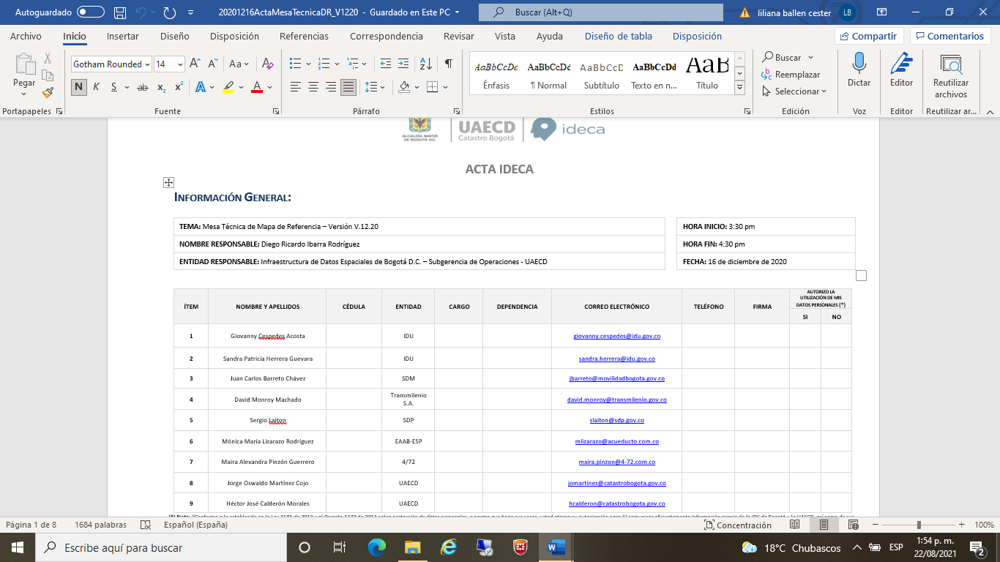 Autoguardado
20201216ActaMesaTecnicaDR_V1220 - Guardado en Este PC
Buscar (Alt+Q)
liliana ballen cester
LB
Archivo Inicio Insertar Diseño Disposición Referencias Correspondencia Revisar Vista Ayuda Diseño de tabla Disposición
Compartir
Comentarios
Pegar
Portapapeles
Gotham Rounded 14
N K S ab x₂ x² A A
Fuente
Párrafo
AaBbCcDc AaBbCcDd AaBbCcD AaBbCcDd AaB
Énfasis ¶ Normal Subtítulo Texto en n... Título
Estilos
Buscar
Reemplazar
Seleccionar
Edición
Dictar
Voz
Editor
Editor
Reutilizar archivos
Reutilizar ar...
ALCALDÍA MAYOR
DE BOGOTÁ D.C.
UAECD
Catastro Bogotá
ideca
ACTA IDECA
INFORMACIÓN GENERAL:
TEMA: Mesa Técnica de Mapa de Referencia – Versión V.12.20
HORA INICIO: 3:30 pm
NOMBRE RESPONSABLE: Diego Ricardo Ibarra Rodríguez
HORA FIN: 4:30 pm
ENTIDAD RESPONSABLE: Infraestructura de Datos Espaciales de Bogotá D.C. – Subgerencia de Operaciones - UAECD
FECHA: 16 de diciembre de 2020
ÍTEM NOMBRE Y APELLIDOS CÉDULA ENTIDAD CARGO DEPENDENCIA CORREO ELECTRÓNICO TELÉFONO FIRMA
AUTORIZO LA
UTILIZACIÓN DE MIS
DATOS PERSONALES (*)
SI NO
1 Giovanny Cespedes Acosta IDU giovanny.cespedes@idu.gov.co
2 Sandra Patricia Herrera Guevara IDU sandra.herrera@idu.gov.co
3 Juan Carlos Barreto Chávez SDM jbarreto@movilidadbogota.gov.co
4 David Monroy Machado Transmilenio S.A. david.monroy@transmilenio.gov.co
5 Sergio Laiton SDP slaiton@sdp.gov.co
6 Mónica María Lizarazo Rodríguez EAAB-ESP mlizarazo@acueducto.com.co
7 Maira Alexandra Pinzón Guerrero 4/72 maira.pinzon@4-72.com.co
8 Jorge Oswaldo Martínez Cojo UAECD jomartinez@catastrobogota.gov.co
9 Héctor José Calderón Morales UAECD hcalderon@catastrobogota.gov.co
Página 1 de 8 1684 palabras Español (España)
Concentración
100%
Escribe aquí para buscar
18°C Chubascos
ESP
1:54 p. m.
22/08/2021
2